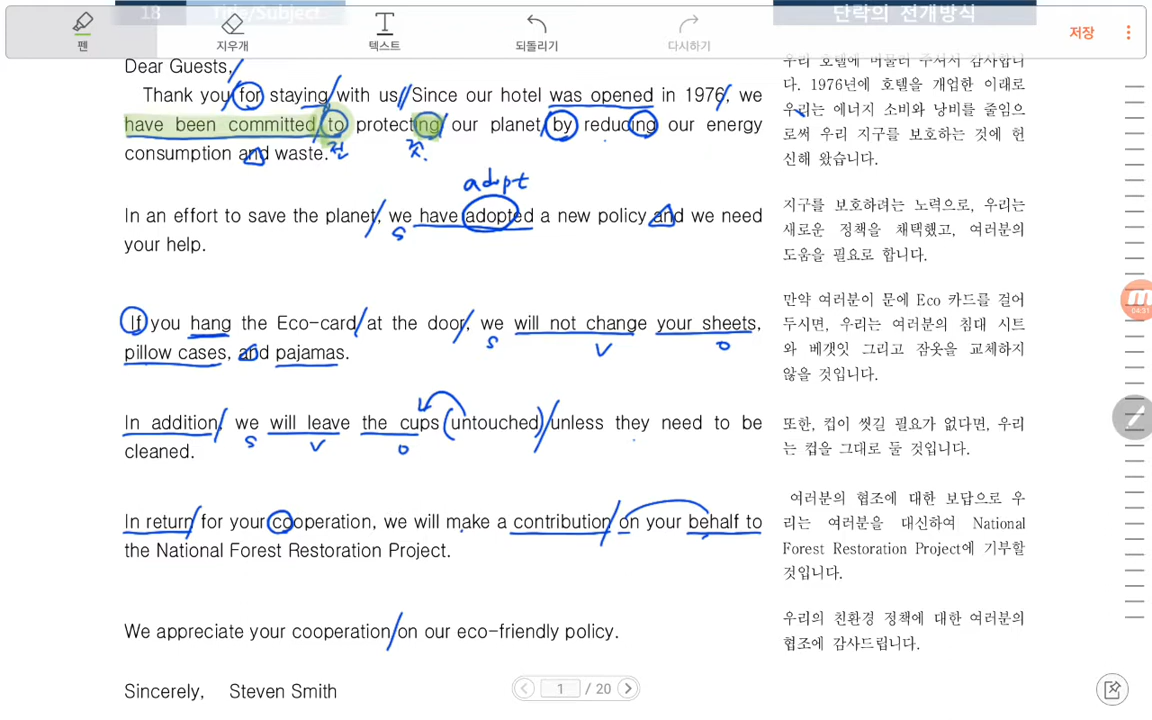 18 Title/Subject 단락의 전개방식
펜 지우개 텍스트 되돌리기 다시하기 저장
Dear Guests,
Thank you for staying with us. Since our hotel was opened in 1976, we
have been committed to protecting our planet by reducing our energy
consumption and waste.
전 콧
adopt
In an effort to save the planet, we have adopted a new policy and we need
S
your help.
If you hang the Eco-card at the door, we will not change your sheets,
S V O
pillow cases, and pajamas.
In addition, we will leave the cups untouched unless they need to be
S V O
cleaned.
In return for your cooperation, we will make a contribution on your behalf to
the National Forest Restoration Project.
We appreciate your cooperation on our eco-friendly policy.
Sincerely, Steven Smith
우리 호텔에 머물러 주셔서 감사합니
다. 1976년에 호텔을 개업한 이래로
우리는 에너지 소비와 낭비를 줄임으
로써 우리 지구를 보호하는 것에 헌
신해 왔습니다.
지구를 보호하려는 노력으로, 우리는
새로운 정책을 채택했고, 여러분의
도움을 필요로 합니다.
만약 여러분이 문에 Eco 카드를 걸어
두시면, 우리는 여러분의 침대 시트
와 베갯잇 그리고 잠옷을 교체하지
않을 것입니다.
또한, 컵이 씻길 필요가 없다면, 우리
는 컵을 그대로 둘 것입니다.
여러분의 협조에 대한 보답으로 우
리는 여러분을 대신하여 National
Forest Restoration Project에 기부할
것입니다.
우리의 친환경 정책에 대한 여러분의
협조에 감사드립니다.
04:31
1 / 20